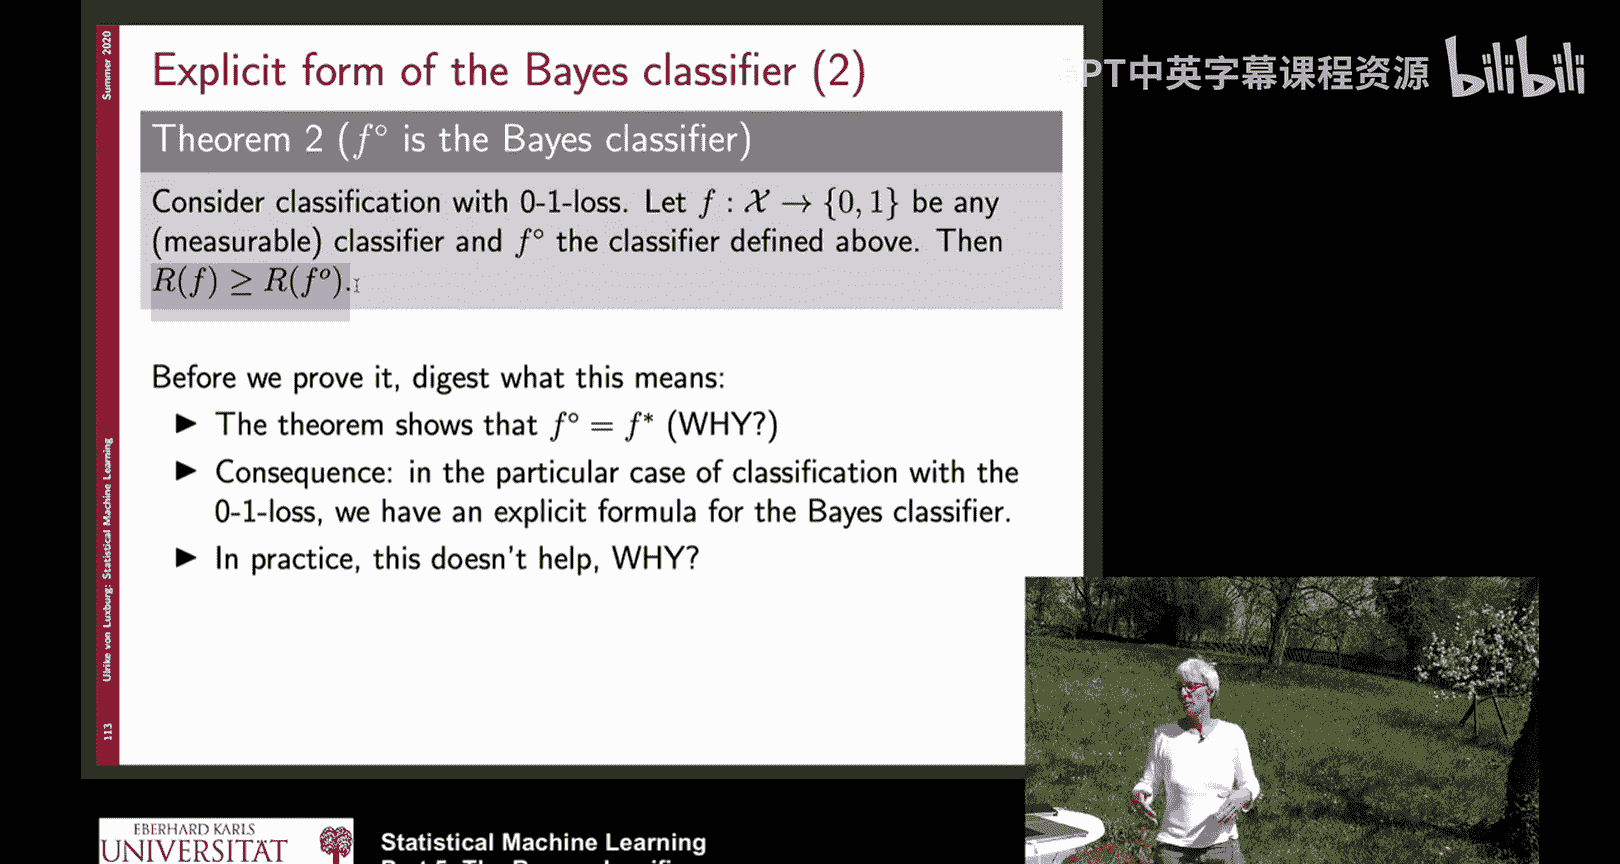 Summer 2020
Explicit form of the Bayes classifier (2)
PT中英字幕课程资源 bilibili
Theorem 2 (f° is the Bayes classifier)
Consider classification with 0-1-loss. Let f : 𝒳 → {0, 1} be any
(measurable) classifier and f° the classifier defined above. Then
R(f) ≥ R(fº).
Before we prove it, digest what this means:
▶ The theorem shows that f° = f* (WHY?)
▶ Consequence: in the particular case of classification with the
0-1-loss, we have an explicit formula for the Bayes classifier.
▶ In practice, this doesn't help, WHY?
Ulrike von Luxburg: Statistical Machine Learning
113
EBERHARD KARLS
UNIVERSITÄT
Statistical Machine Learning